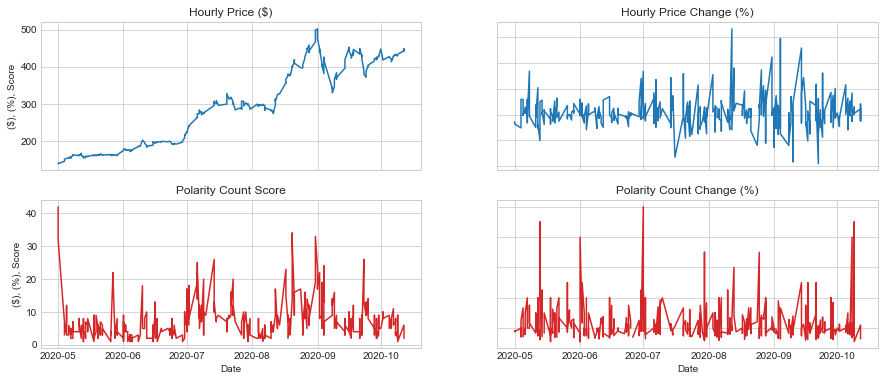 Hourly Price ($)
Hourly Price Change (%)
($), (%), Score
500
400
300
200
Polarity Count Score
Polarity Count Change (%)
($), (%), Score
40
30
20
10
0
2020-05 2020-06 2020-07 2020-08 2020-09 2020-10
2020-05 2020-06 2020-07 2020-08 2020-09 2020-10
Date
Date